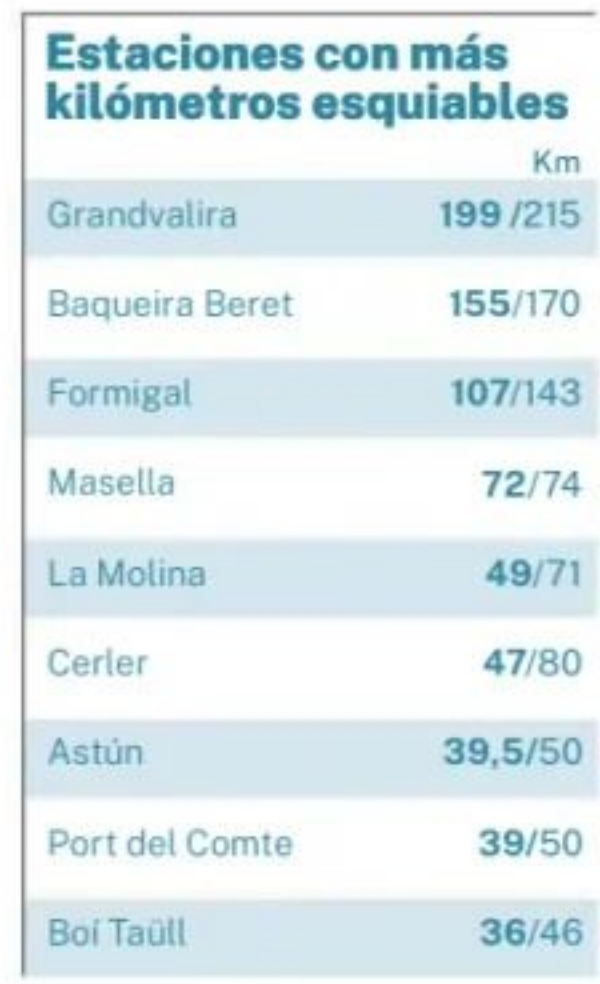 Estaciones con más
kilómetros esquiables
Km
Grandvalira 199 /215
Baqueira Beret 155/170
Formigal 107/143
Masella 72/74
La Molina 49/71
Cerler 47/80
Astún 39,5/50
Port del Comte 39/50
Boí Taüll 36/46